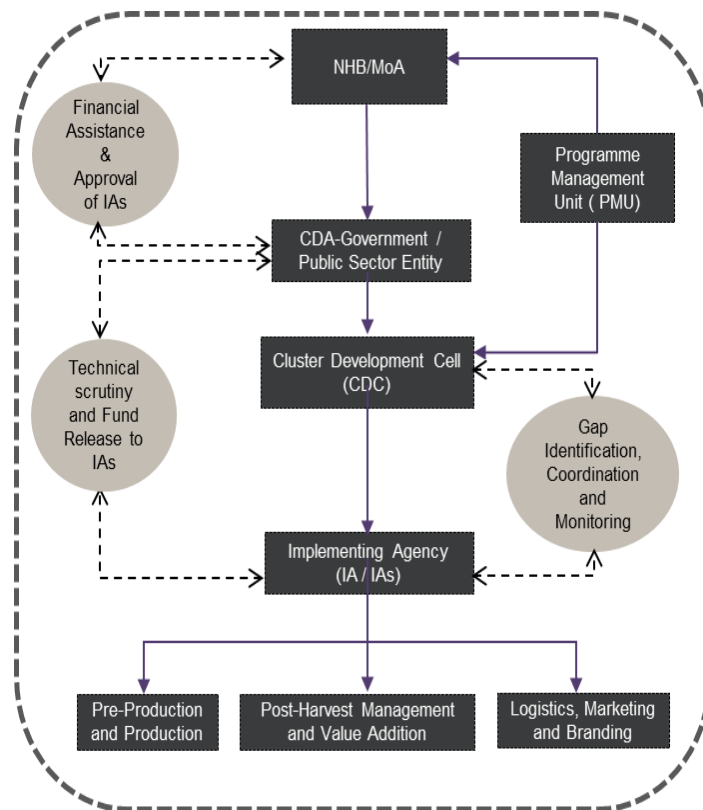 NHB/MoA
Financial
Assistance
&
Approval
of IAs
Programme
Management
Unit ( PMU)
CDA-Government /
Public Sector Entity
Cluster Development Cell
(CDC)
Technical
scrutiny
and Fund
Release to
IAs
Gap
Identification,
Coordination
and
Monitoring
Implementing Agency
(IA / IAs)
Pre-Production
and Production
Post-Harvest Management
and Value Addition
Logistics, Marketing
and Branding